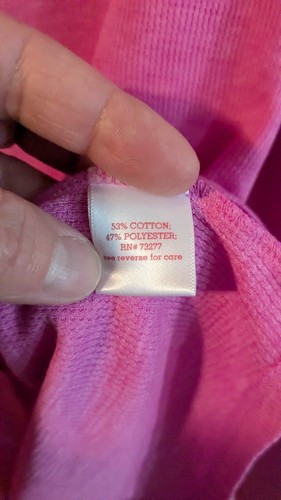 53% COTTON;
47% POLYESTER;
RN# 73277
see reverse for care